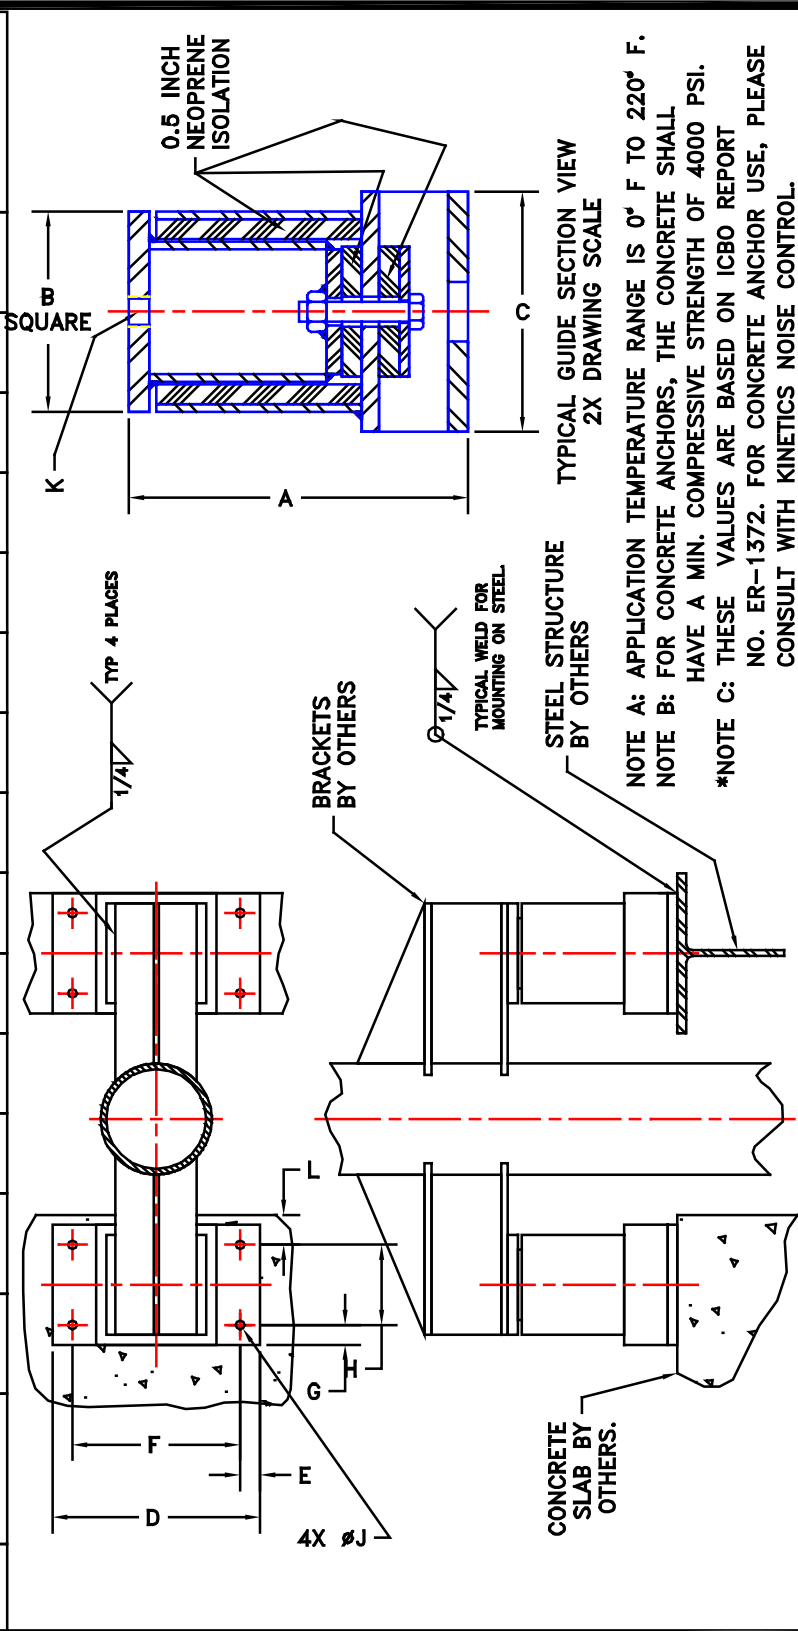 0.5 INCH
NEOPRENE
ISOLATION
B
SQUARE
K
A
C
TYPICAL GUIDE SECTION VIEW
2X DRAWING SCALE
TYP 4 PLACES
1/4
BRACKETS
BY OTHERS
1/4
TYPICAL WELD FOR
MOUNTING ON STEEL.
STEEL STRUCTURE
BY OTHERS
NOTE A: APPLICATION TEMPERATURE RANGE IS 0° F TO 220° F.
NOTE B: FOR CONCRETE ANCHORS, THE CONCRETE SHALL
HAVE A MIN. COMPRESSIVE STRENGTH OF 4000 PSI.
*NOTE C: THESE VALUES ARE BASED ON ICBO REPORT
NO. ER-1372. FOR CONCRETE ANCHOR USE, PLEASE
CONSULT WITH KINETICS NOISE CONTROL.
L
H
G
F
E
D
4X ØJ
CONCRETE
SLAB BY
OTHERS.